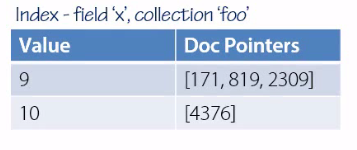 Index - field ‘x’, collection ‘foo’
Value Doc Pointers
9 [171, 819, 2309]
10 [4376]